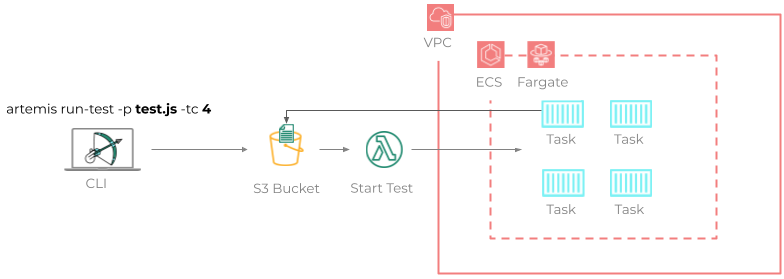 VPC
ECS
Fargate
artemis run-test -p test.js -tc 4
CLI
S3 Bucket
Start Test
Task
Task
Task
Task